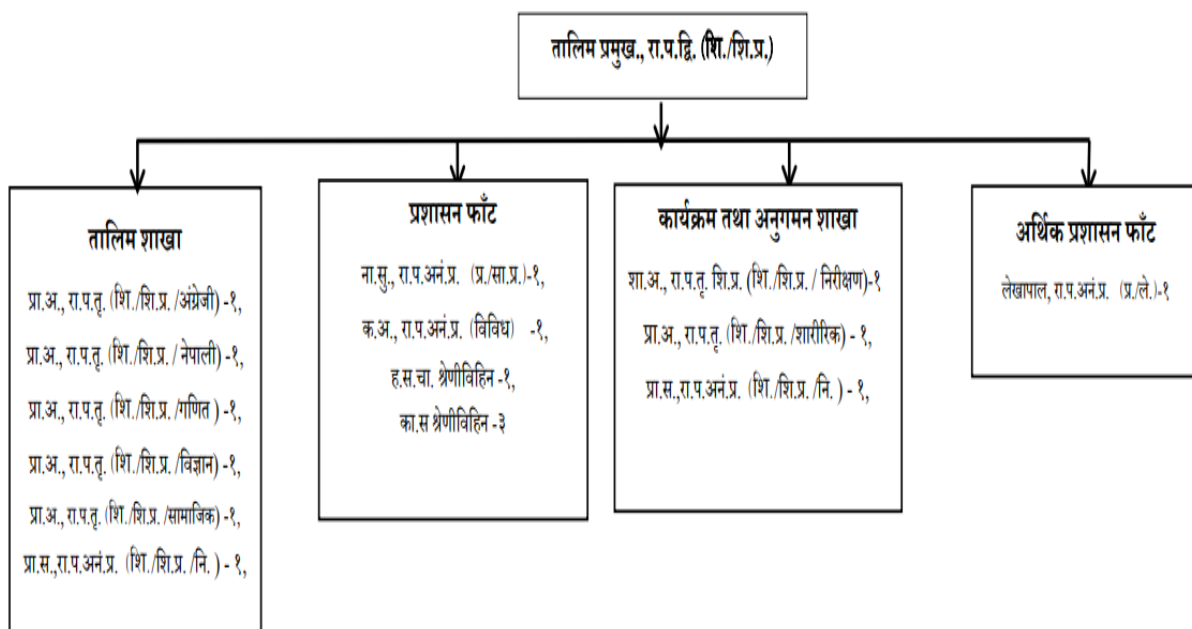 तालिम प्रमुख., रा.प.द्वि. (शि./शि.प्र.)
तालिम शाखा
प्रा.अ., रा.प.तृ. (शि./शि.प्र. /अंग्रेजी) -१,
प्रा.अ., रा.प.तृ. (शि./शि.प्र. / नेपाली) -१,
प्रा.अ., रा.प.तृ. (शि./शि.प्र. /गणित ) -१,
प्रा.अ., रा.प.तृ. (शि./शि.प्र. /विज्ञान) -१,
प्रा.अ., रा.प.तृ. (शि./शि.प्र. /सामाजिक) -१,
प्रा.स.,रा.प.अनं.प्र. (शि./शि.प्र. /नि. ) - १,
प्रशासन फाँट
ना.सु., रा.प.अनं.प्र. (प्र./सा.प्र.)-१,
क.अ., रा.प.अनं.प्र. (विविध) -१,
ह.स.चा. श्रेणीविहिन -१,
का.स श्रेणीविहिन -३
कार्यक्रम तथा अनुगमन शाखा
शा.अ., रा.प.तृ. शि.प्र. (शि./शि.प्र. / निरीक्षण)-१
प्रा.अ., रा.प.तृ. (शि./शि.प्र. /शारीरिक) - १,
प्रा.स.,रा.प.अनं.प्र. (शि./शि.प्र. /नि. ) - १,
अर्थिक प्रशासन फाँट
लेखापाल, रा.प.अनं.प्र. (प्र./ले.)-१